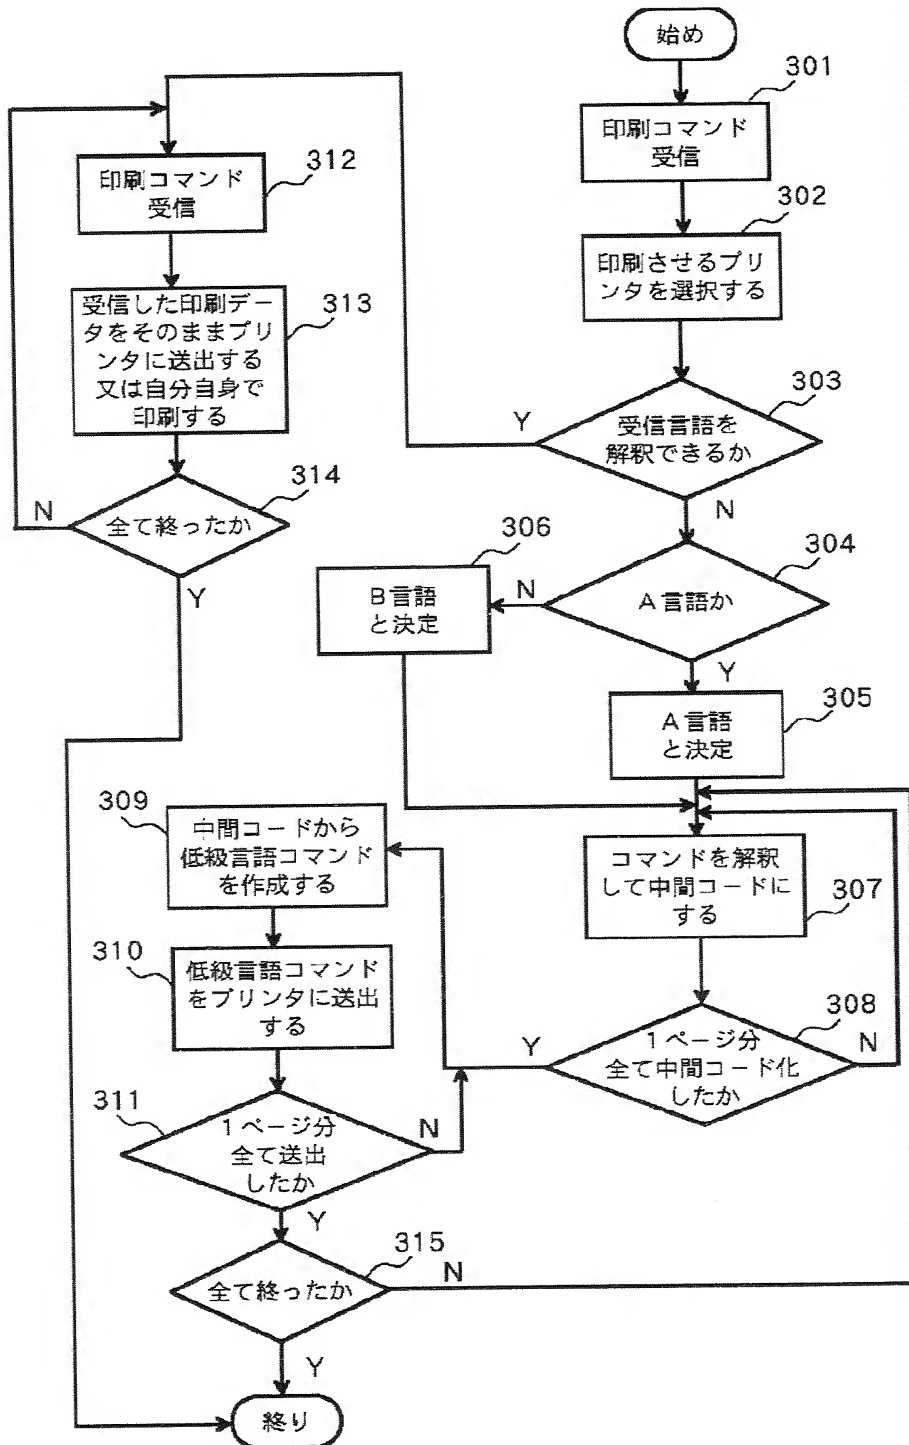 始め
301
印刷コマンド
受信
302
印刷させるプリ
ンタを選択する
303
受信言語を
解釈できるか
Y
N
304
A言語か
N
Y
306
B言語
と決定
305
A言語
と決定
307
コマンドを解釈
して中間コードに
する
308
1ページ分
全て中間コード化
したか
N
Y
309
中間コードから
低級言語コマンド
を作成する
310
低級言語コマンド
をプリンタに送出
する
311
1ページ分
全て送出
したか
N
Y
315
全て終ったか
N
Y
終り
312
印刷コマンド
受信
313
受信した印刷デー
タをそのままプリ
ンタに送出する
又は自分自身で
印刷する
314
全て終ったか
N
Y